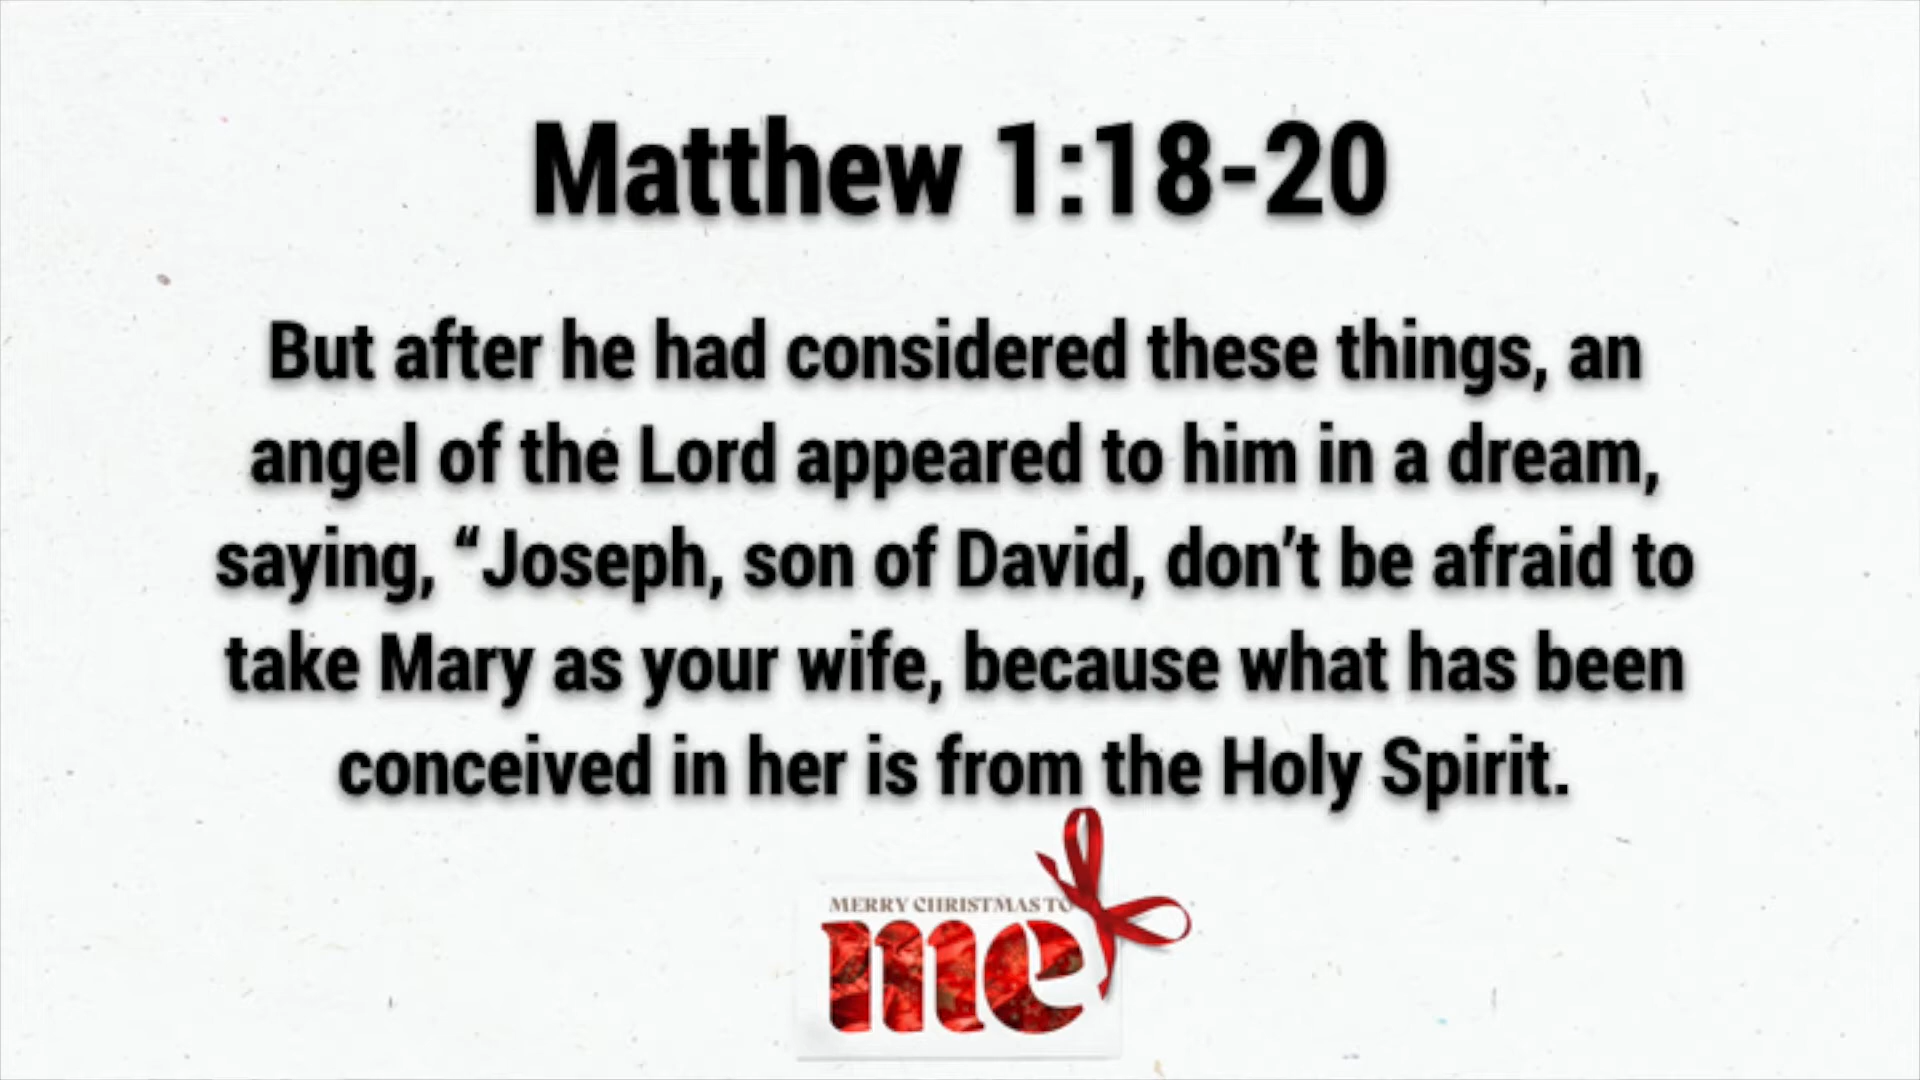 Matthew 1:18-20
But after he had considered these things, an
angel of the Lord appeared to him in a dream,
saying, “Joseph, son of David, don’t be afraid to
take Mary as your wife, because what has been
conceived in her is from the Holy Spirit.
MERRY CHRISTMAS TO
me